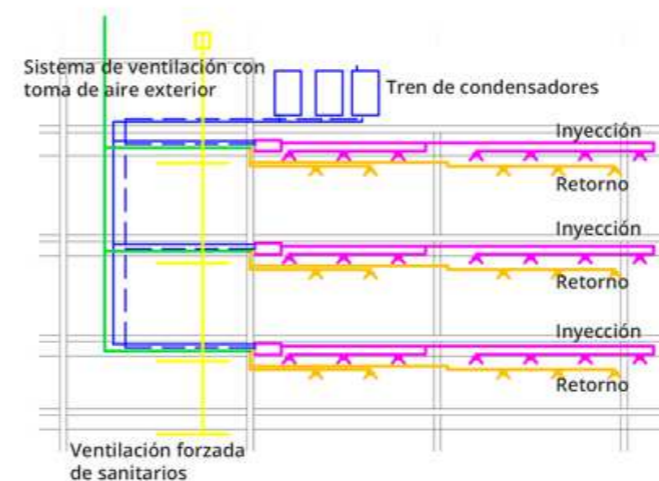 Sistema de ventilación con
toma de aire exterior
Tren de condensadores
Inyección
Retorno
Inyección
Retorno
Inyección
Retorno
Ventilación forzada
de sanitarios